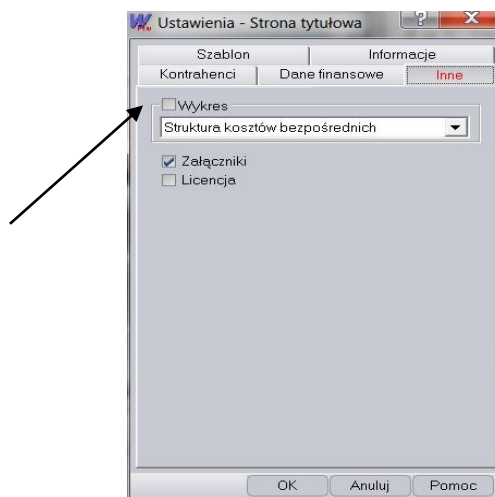 Ustawienia - Strona tytułowa
Szablon Informacje
Kontrahenci Dane finansowe Inne
Wykres
Struktura kosztów bezpośrednich
Załączniki
Licencja
OK Anuluj Pomoc